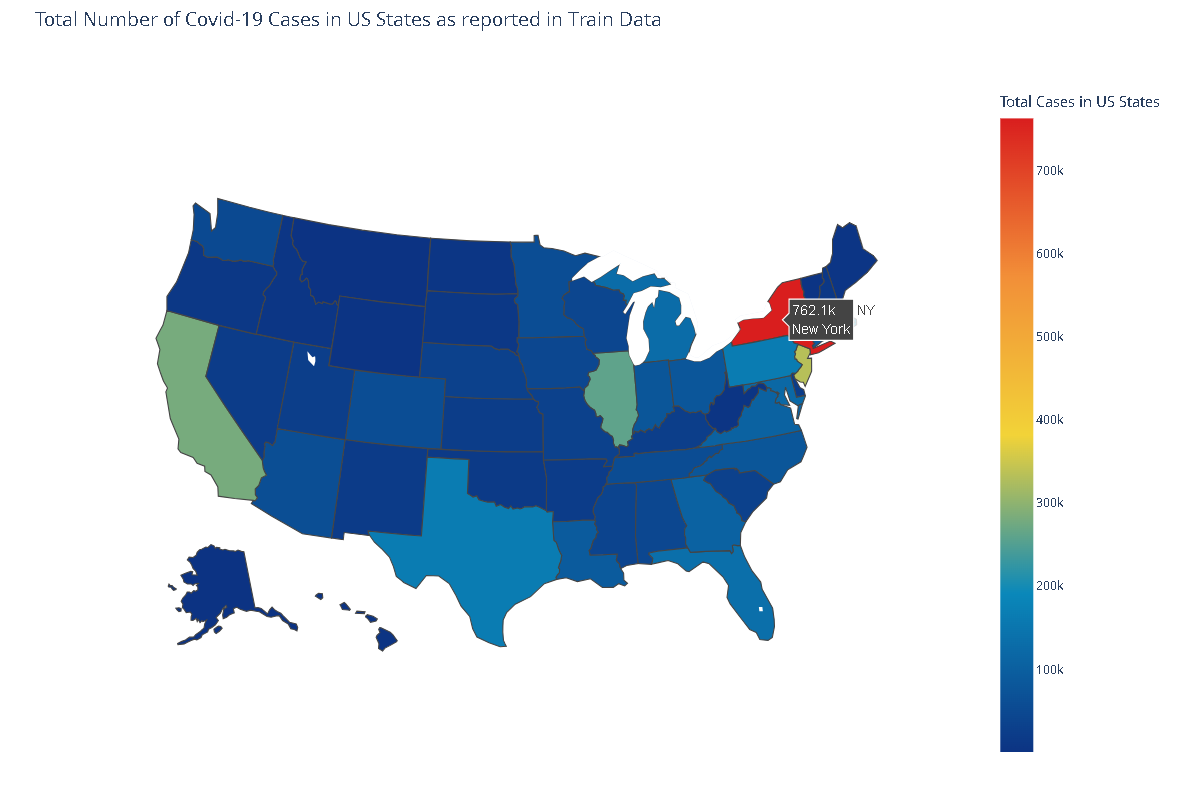 Total Number of Covid-19 Cases in US States as reported in Train Data
Total Cases in US States
700k
600k
500k
400k
300k
200k
100k
762.1k
New York
NY